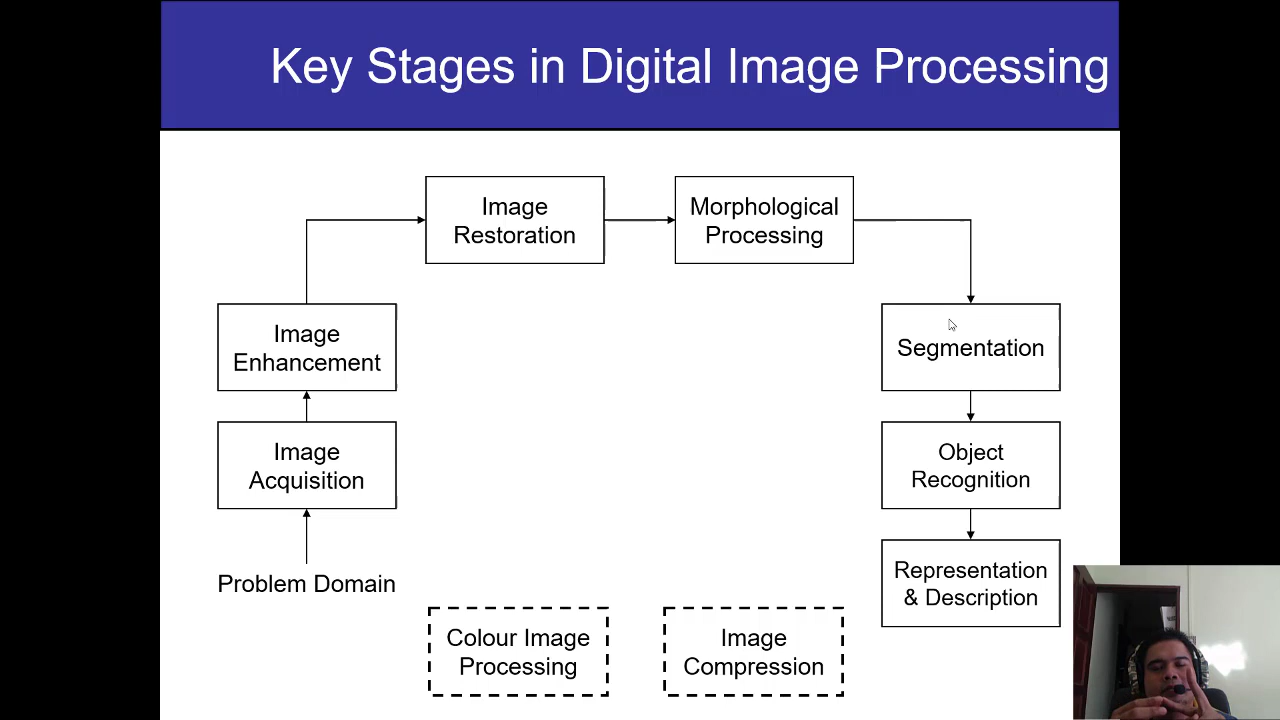 Key Stages in Digital Image Processing
Image
Restoration
Morphological
Processing
Image
Enhancement
Segmentation
Image
Acquisition
Object
Recognition
Problem Domain
Representation
& Description
Colour Image
Processing
Image
Compression